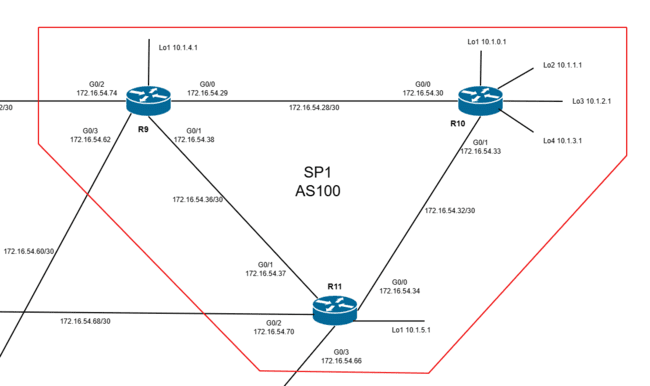 Lo1 10.1.4.1
Lo1 10.1.0.1
Lo2 10.1.1.1
G0/2
172.16.54.74
G0/0
172.16.54.29
G0/0
172.16.54.30
2/30
172.16.54.28/30
Lo3 10.1.2.1
R9
R10
G0/3
172.16.54.62
G0/1
172.16.54.38
Lo4 10.1.3.1
G0/1
172.16.54.33
SP1
AS100
172.16.54.36/30
172.16.54.32/30
172.16.54.60/30
G0/1
172.16.54.37
R11
G0/0
172.16.54.34
172.16.54.68/30
G0/2
172.16.54.70
Lo1 10.1.5.1
G0/3
172.16.54.66